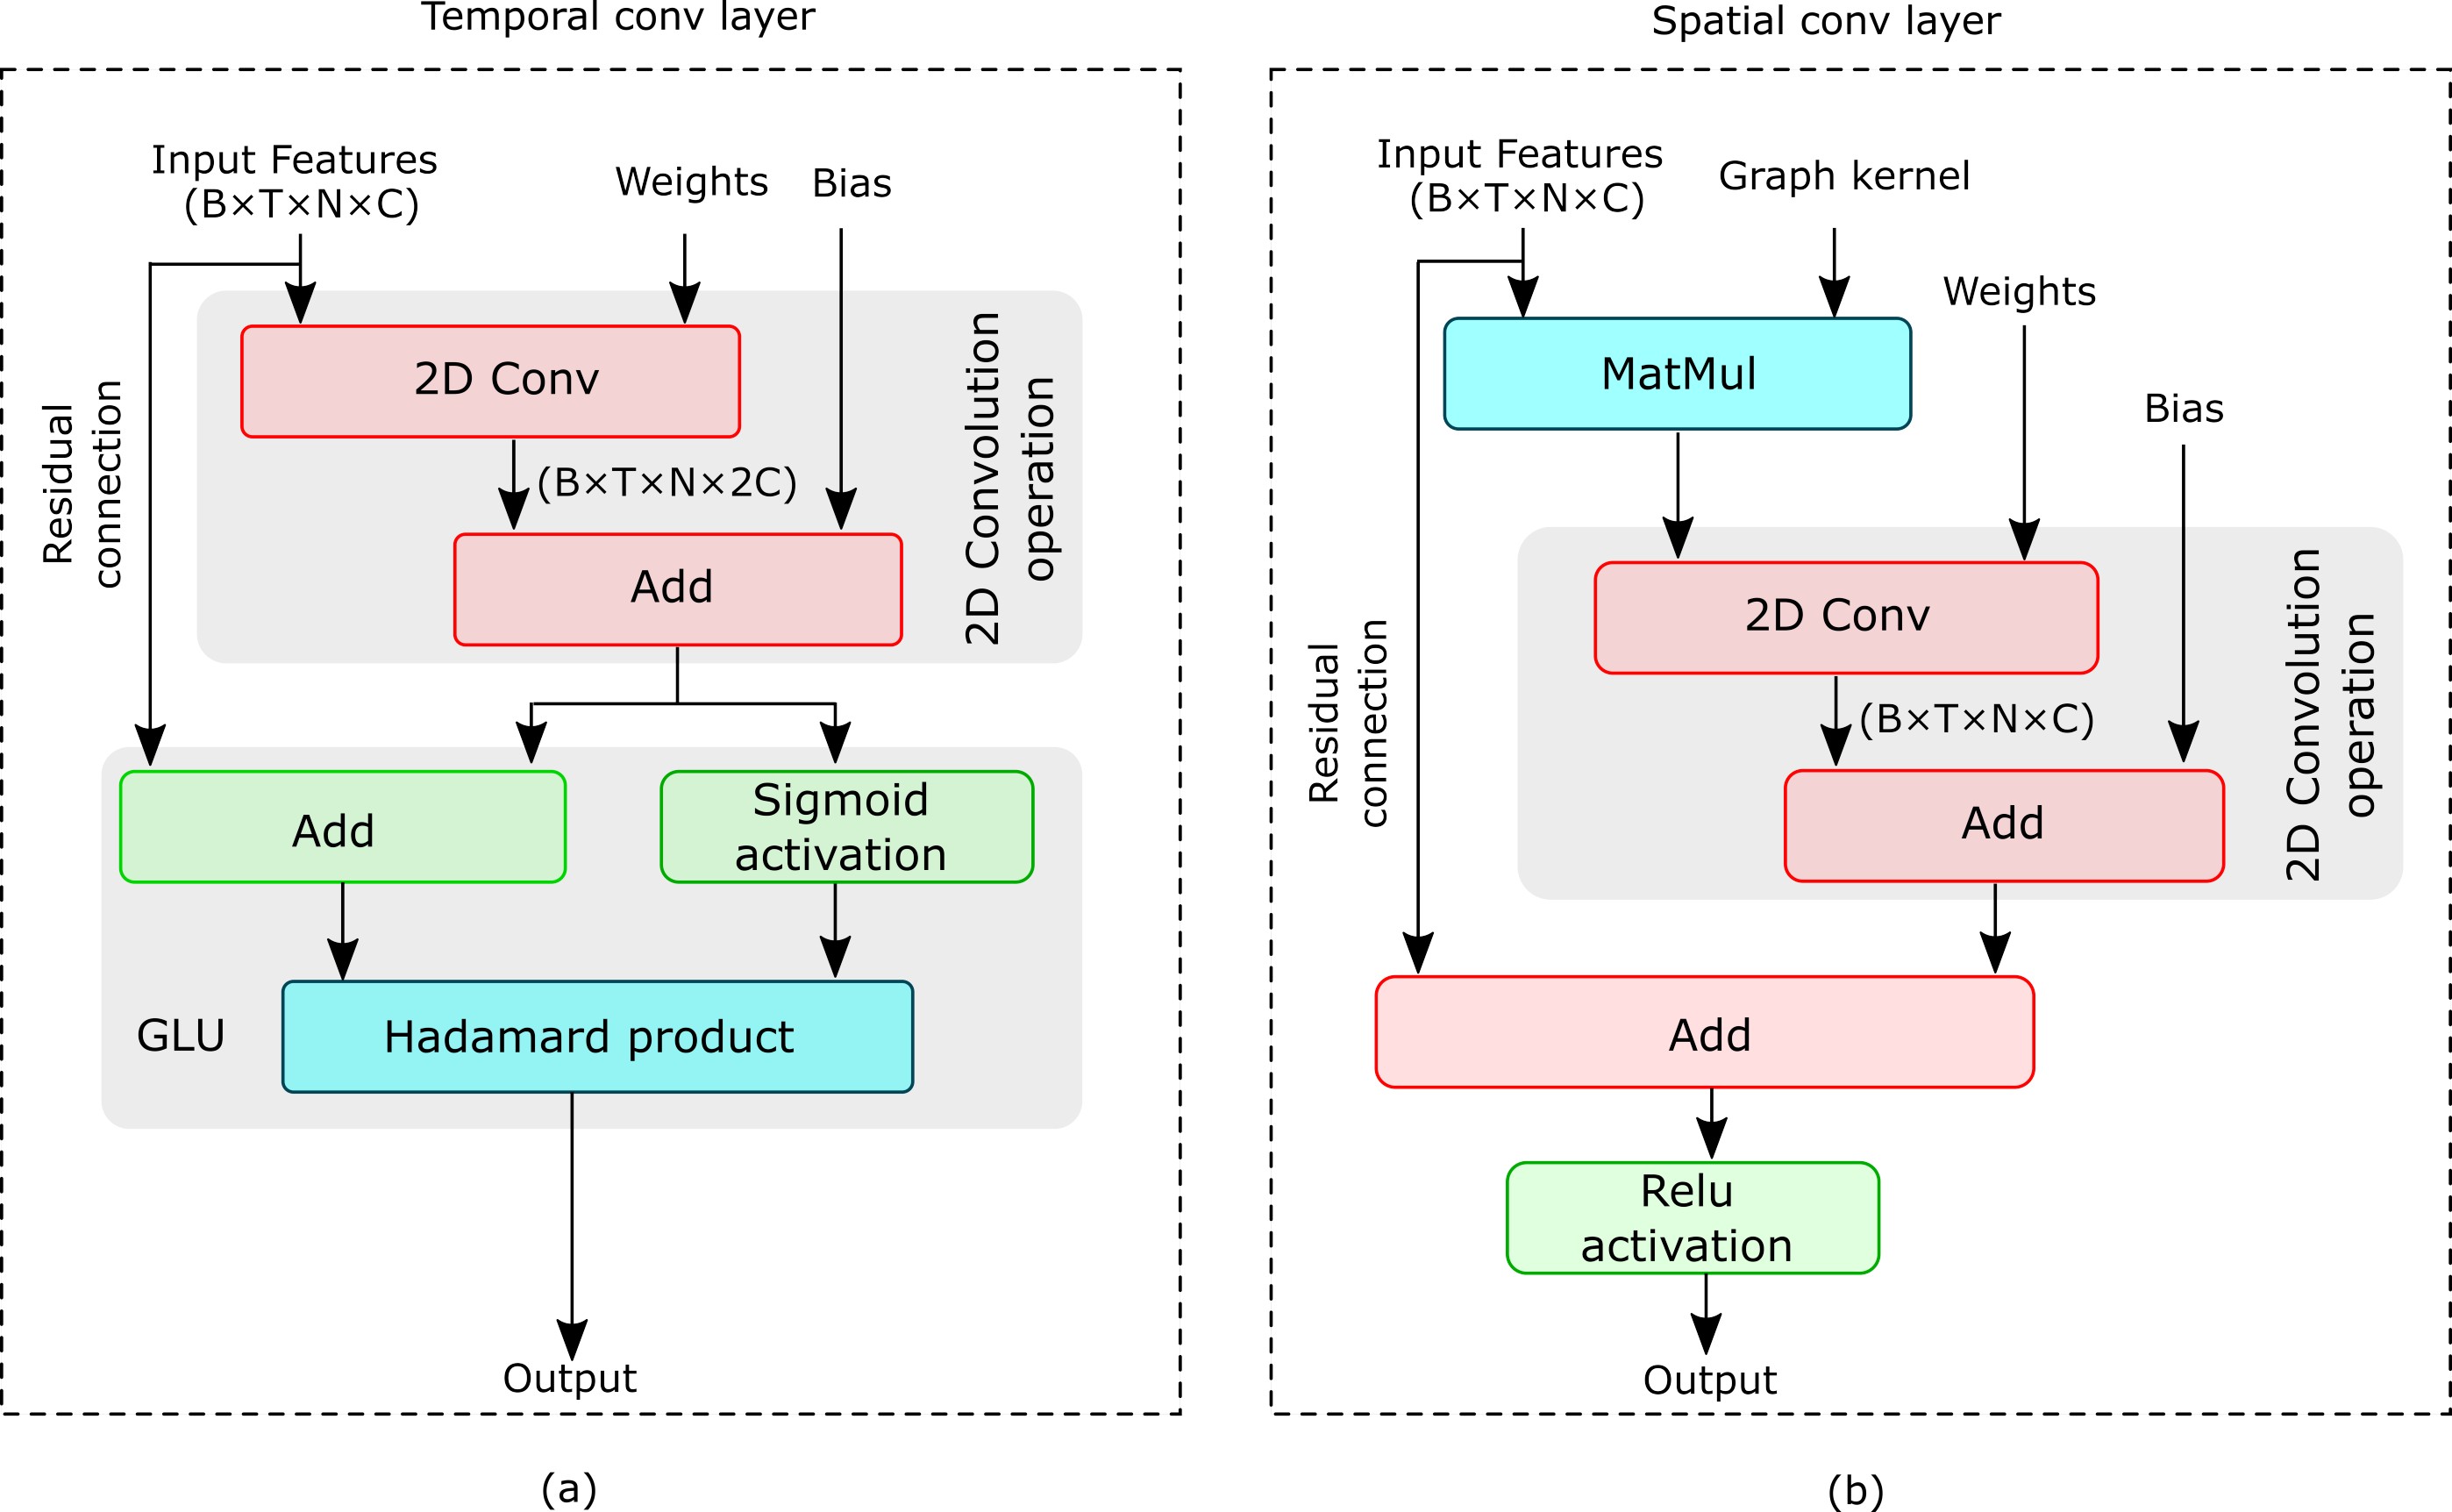 Temporal conv layer
Input Features
(B×T×N×C)
Weights
Bias
2D Conv
(B×T×N×2C)
Add
2D Convolution
operation
Residual
connection
Add
Sigmoid
activation
GLU
Hadamard product
Output
(a)
Spatial conv layer
Input Features
(B×T×N×C)
Graph kernel
Weights
MatMul
Bias
2D Conv
(B×T×N×C)
Add
2D Convolution
operation
Residual
connection
Add
Relu
activation
Output
(b)